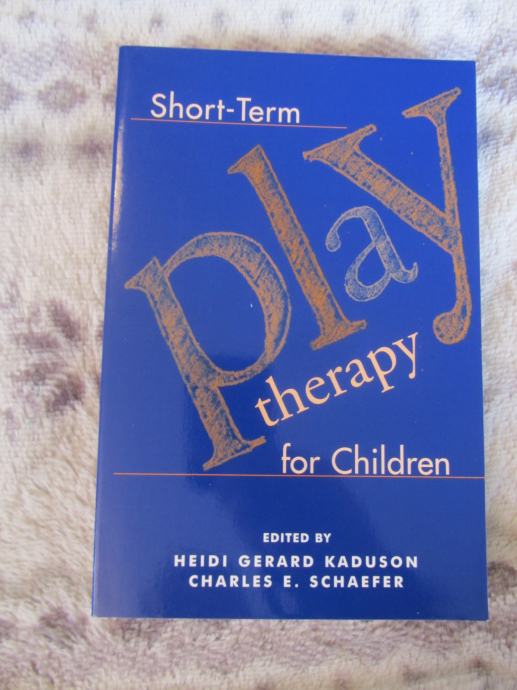 Short-Term
play
therapy
for Children
EDITED BY
HEIDI GERARD KADUSON
CHARLES E. SCHAEFER